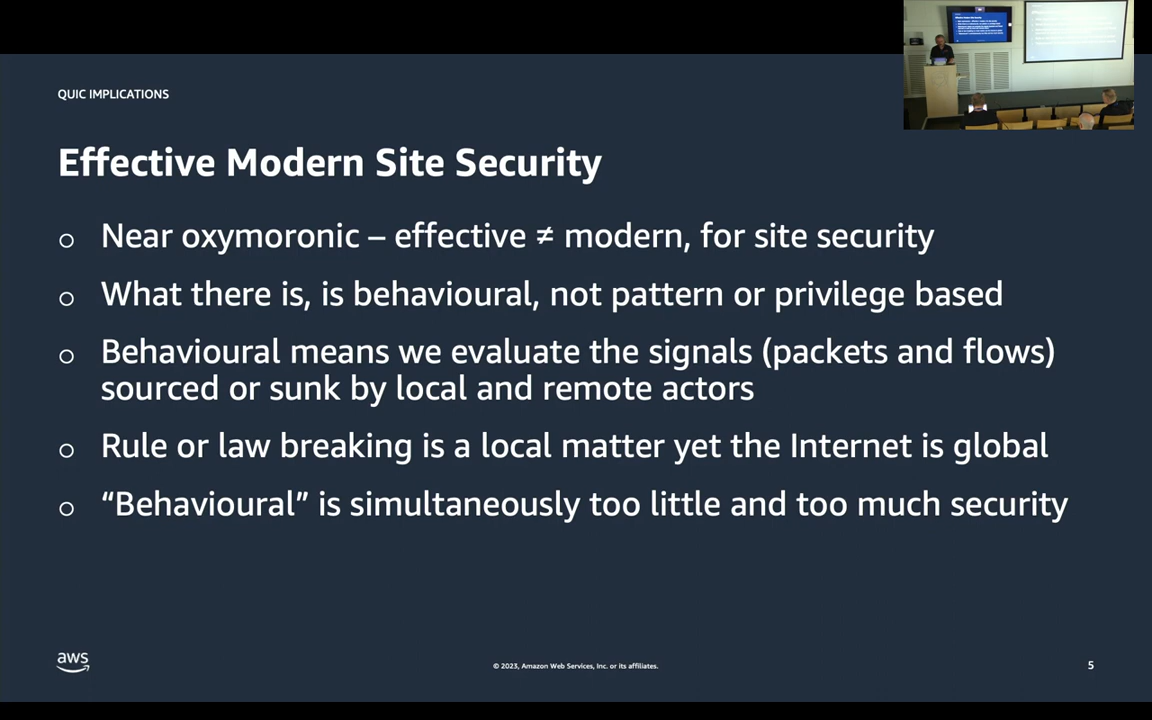 QUIC IMPLICATIONS
Effective Modern Site Security
Near oxymoronic – effective ≠ modern, for site security
What there is, is behavioural, not pattern or privilege based
Behavioural means we evaluate the signals (packets and flows)
sourced or sunk by local and remote actors
Rule or law breaking is a local matter yet the Internet is global
“Behavioural” is simultaneously too little and too much security
aws
© 2023, Amazon Web Services, Inc. or its affiliates.
5